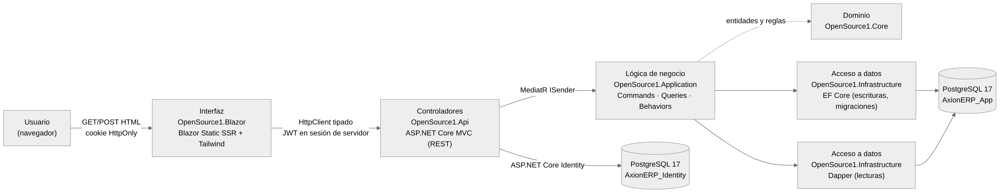 Usuario
(navegador)
GET/POST HTML
cookie HttpOnly
Interfaz
OpenSource1.Blazor
Blazor Static SSR +
Tailwind
HttpClient tipado
JWT en sesión de servidor
Controladores
OpenSource1.Api
ASP.NET Core MVC
(REST)
MediatR ISender
ASP.NET Core Identity
Lógica de negocio
OpenSource1.Application
Commands · Queries ·
Behaviors
PostgreSQL 17
AxionERP_Identity
entidades y reglas
Dominio
OpenSource1.Core
Acceso a datos
OpenSource1.Infrastructure
EF Core (escrituras,
migraciones)
Acceso a datos
OpenSource1.Infrastructure
Dapper (lecturas)
PostgreSQL 17
AxionERP_App